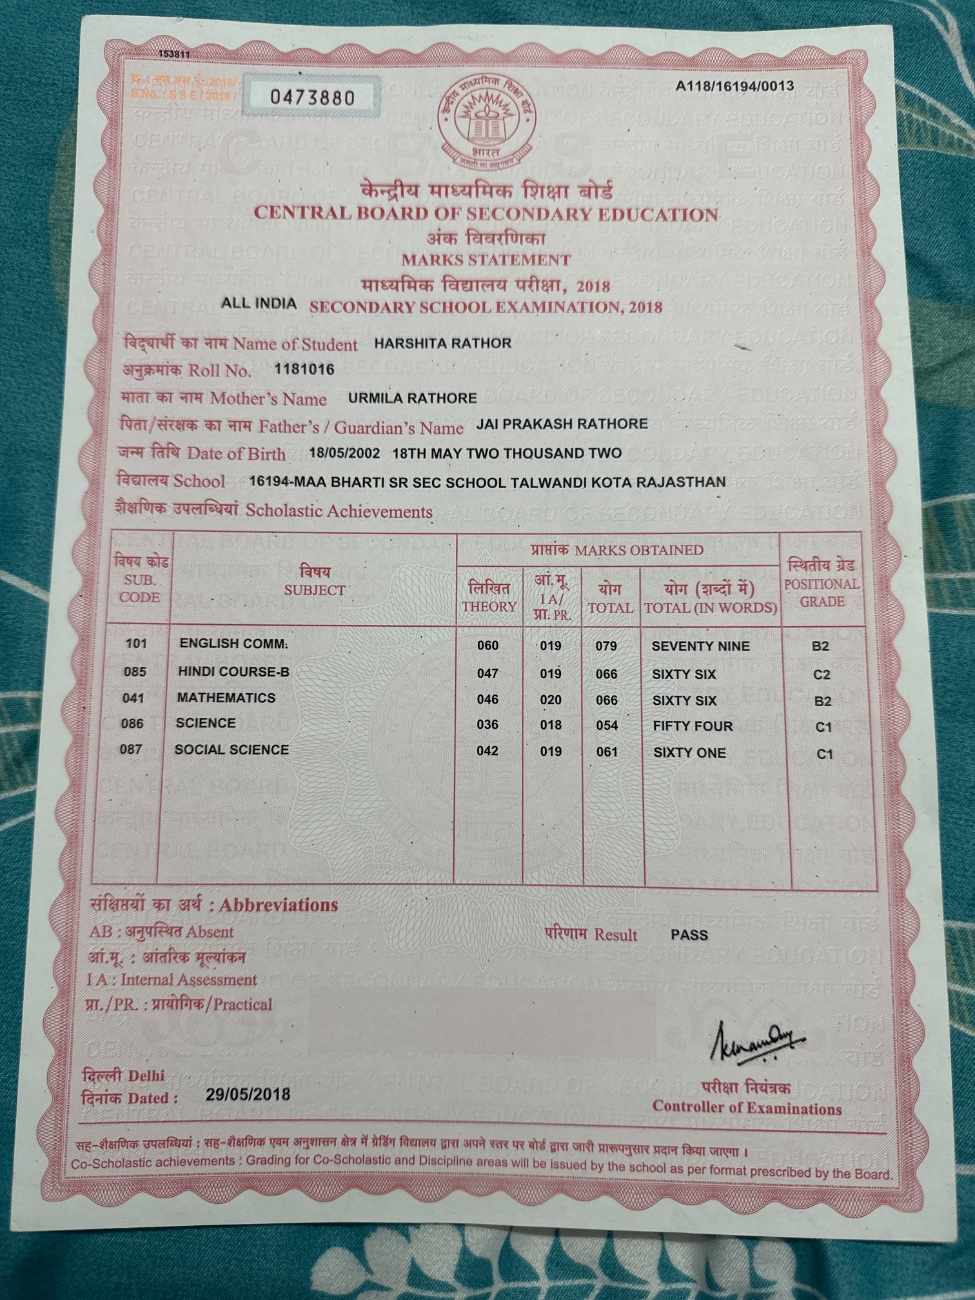 153811
क्र. : एस.एस.ई. / 2018 /
S.No. : S S E / 2018 /
0473880
A118/16194/0013
केन्द्रीय माध्यमिक शिक्षा बोर्ड
भारत
केन्द्रीय माध्यमिक शिक्षा बोर्ड
CENTRAL BOARD OF SECONDARY EDUCATION
अंक विवरणिका
MARKS STATEMENT
माध्यमिक विद्यालय परीक्षा, 2018
ALL INDIA SECONDARY SCHOOL EXAMINATION, 2018
विद्यार्थी का नाम Name of Student HARSHITA RATHOR
अनुक्रमांक Roll No. 1181016
माता का नाम Mother's Name URMILA RATHORE
पिता/संरक्षक का नाम Father's / Guardian's Name JAI PRAKASH RATHORE
जन्म तिथि Date of Birth 18/05/2002 18TH MAY TWO THOUSAND TWO
विद्यालय School 16194-MAA BHARTI SR SEC SCHOOL TALWANDI KOTA RAJASTHAN
शैक्षणिक उपलब्धियां Scholastic Achievements
विषय कोड SUB. CODE
विषय SUBJECT
प्राप्तांक MARKS OBTAINED
लिखित THEORY
आं.मू. I A/ प्रा. PR.
योग TOTAL
योग (शब्दों में) TOTAL (IN WORDS)
स्थितीय ग्रेड POSITIONAL GRADE
101 ENGLISH COMM. 060 019 079 SEVENTY NINE B2
085 HINDI COURSE-B 047 019 066 SIXTY SIX C2
041 MATHEMATICS 046 020 066 SIXTY SIX B2
086 SCIENCE 036 018 054 FIFTY FOUR C1
087 SOCIAL SCIENCE 042 019 061 SIXTY ONE C1
संक्षिप्तियों का अर्थ : Abbreviations
AB : अनुपस्थित Absent
परिणाम Result PASS
आं.मू. : आंतरिक मूल्यांकन
I A : Internal Assessment
प्रा./PR. : प्रायोगिक/Practical
दिल्ली Delhi
दिनांक Dated : 29/05/2018
परीक्षा नियंत्रक
Controller of Examinations
सह-शैक्षणिक उपलब्धियां : सह-शैक्षणिक एवम अनुशासन क्षेत्र में ग्रेडिंग विद्यालय द्वारा अपने स्तर पर बोर्ड द्वारा जारी प्रारूपनुसार प्रदान किया जाएगा ।
Co-Scholastic achievements : Grading for Co-Scholastic and Discipline areas will be issued by the school as per format prescribed by the Board.